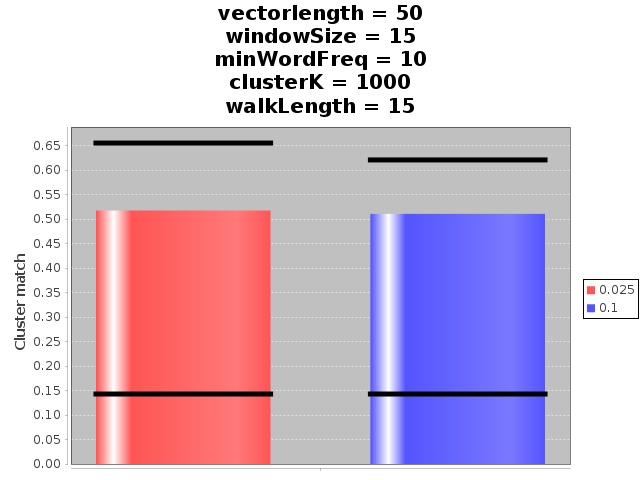 vectorlength = 50
windowSize = 15
minWordFreq = 10
clusterK = 1000
walkLength = 15
Cluster match
0.65
0.60
0.55
0.50
0.45
0.40
0.35
0.30
0.25
0.20
0.15
0.10
0.05
0.00
0.025
0.1